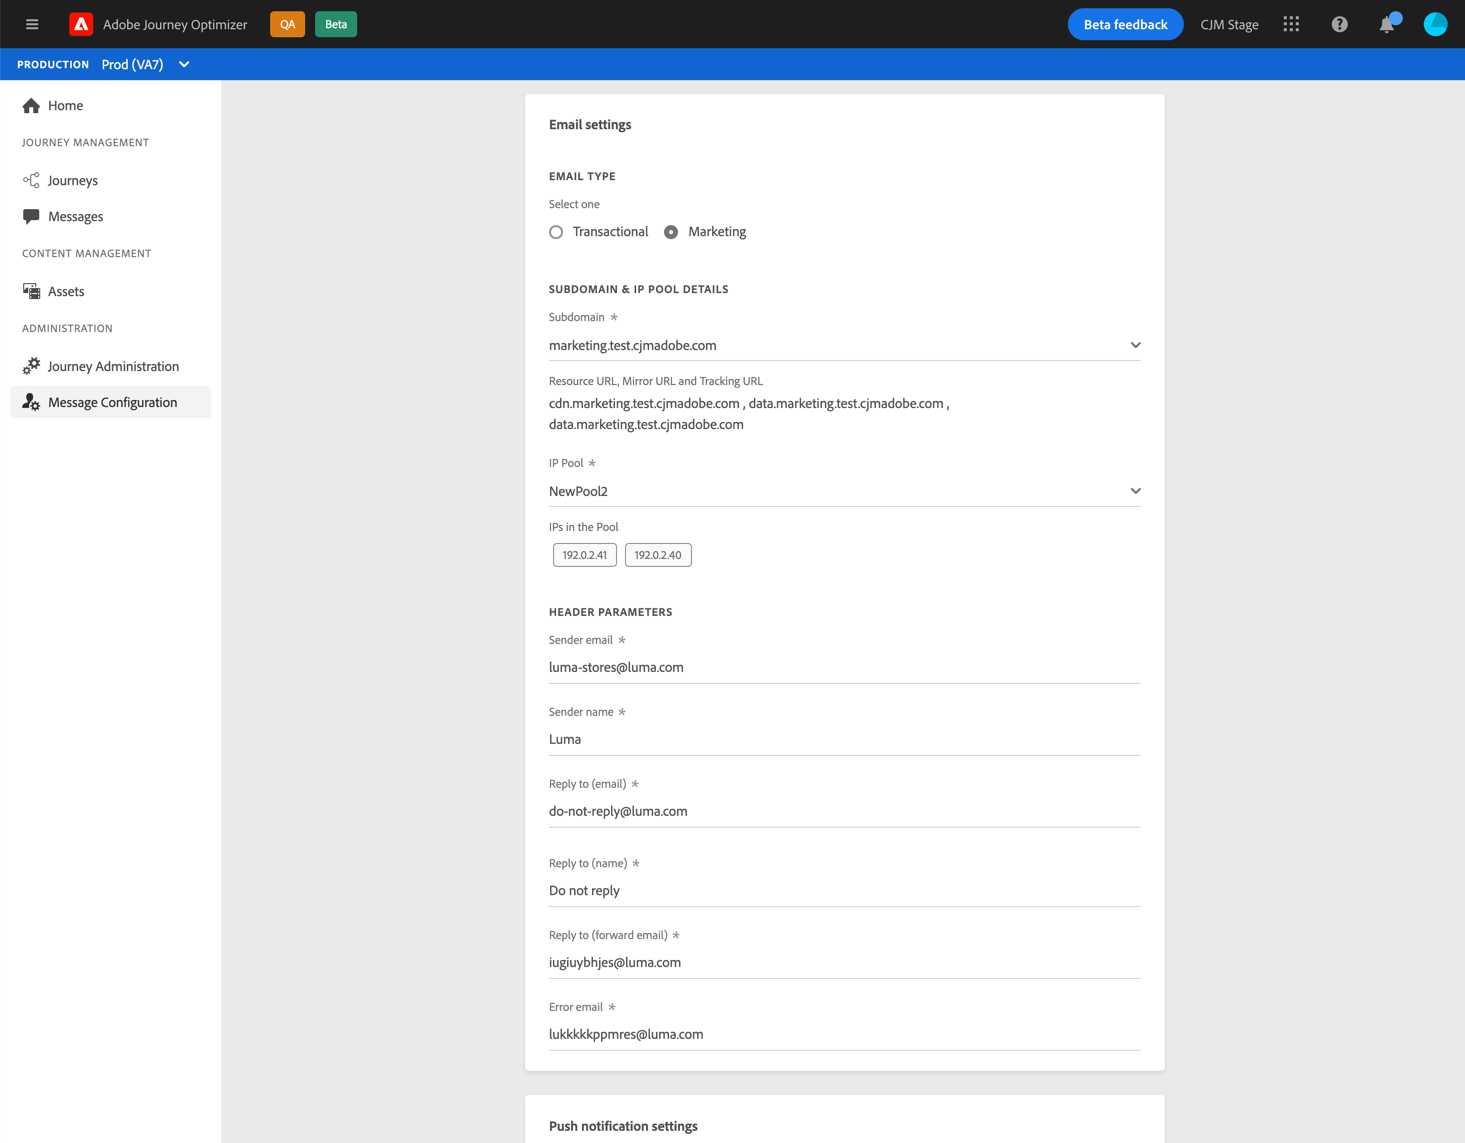 Adobe Journey Optimizer QA Beta Beta feedback CJM Stage
PRODUCTION Prod (VA7)
Home
JOURNEY MANAGEMENT
Journeys
Messages
CONTENT MANAGEMENT
Assets
ADMINISTRATION
Journey Administration
Message Configuration
Email settings
EMAIL TYPE
Select one
Transactional Marketing
SUBDOMAIN & IP POOL DETAILS
Subdomain *
marketing.test.cjmadobe.com
Resource URL, Mirror URL and Tracking URL
cdn.marketing.test.cjmadobe.com , data.marketing.test.cjmadobe.com ,
data.marketing.test.cjmadobe.com
IP Pool *
NewPool2
IPs in the Pool
192.0.2.41 192.0.2.40
HEADER PARAMETERS
Sender email *
luma-stores@luma.com
Sender name *
Luma
Reply to (email) *
do-not-reply@luma.com
Reply to (name) *
Do not reply
Reply to (forward email) *
iugiuybhjes@luma.com
Error email *
lukkkkkppmres@luma.com
Push notification settings